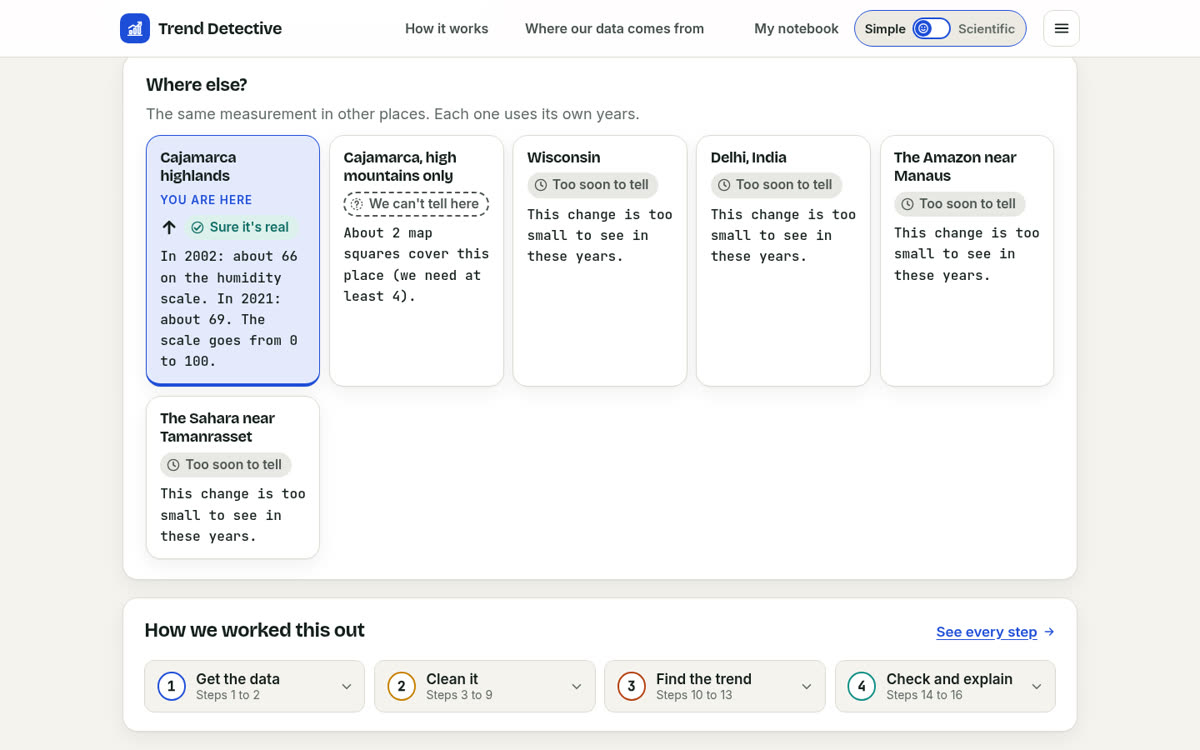 Trend Detective
How it works
Where our data comes from
My notebook
Simple
Scientific
Where else?
The same measurement in other places. Each one uses its own years.
Cajamarca
highlands
YOU ARE HERE
Sure it's real
In 2002: about 66
on the humidity
scale. In 2021:
about 69. The
scale goes from 0
to 100.
Cajamarca, high
mountains only
We can't tell here
About 2 map
squares cover this
place (we need at
least 4).
Wisconsin
Too soon to tell
This change is too
small to see in
these years.
Delhi, India
Too soon to tell
This change is too
small to see in
these years.
The Amazon near
Manaus
Too soon to tell
This change is too
small to see in
these years.
The Sahara near
Tamanrasset
Too soon to tell
This change is too
small to see in
these years.
How we worked this out
See every step →
1
Get the data
Steps 1 to 2
2
Clean it
Steps 3 to 9
3
Find the trend
Steps 10 to 13
4
Check and explain
Steps 14 to 16